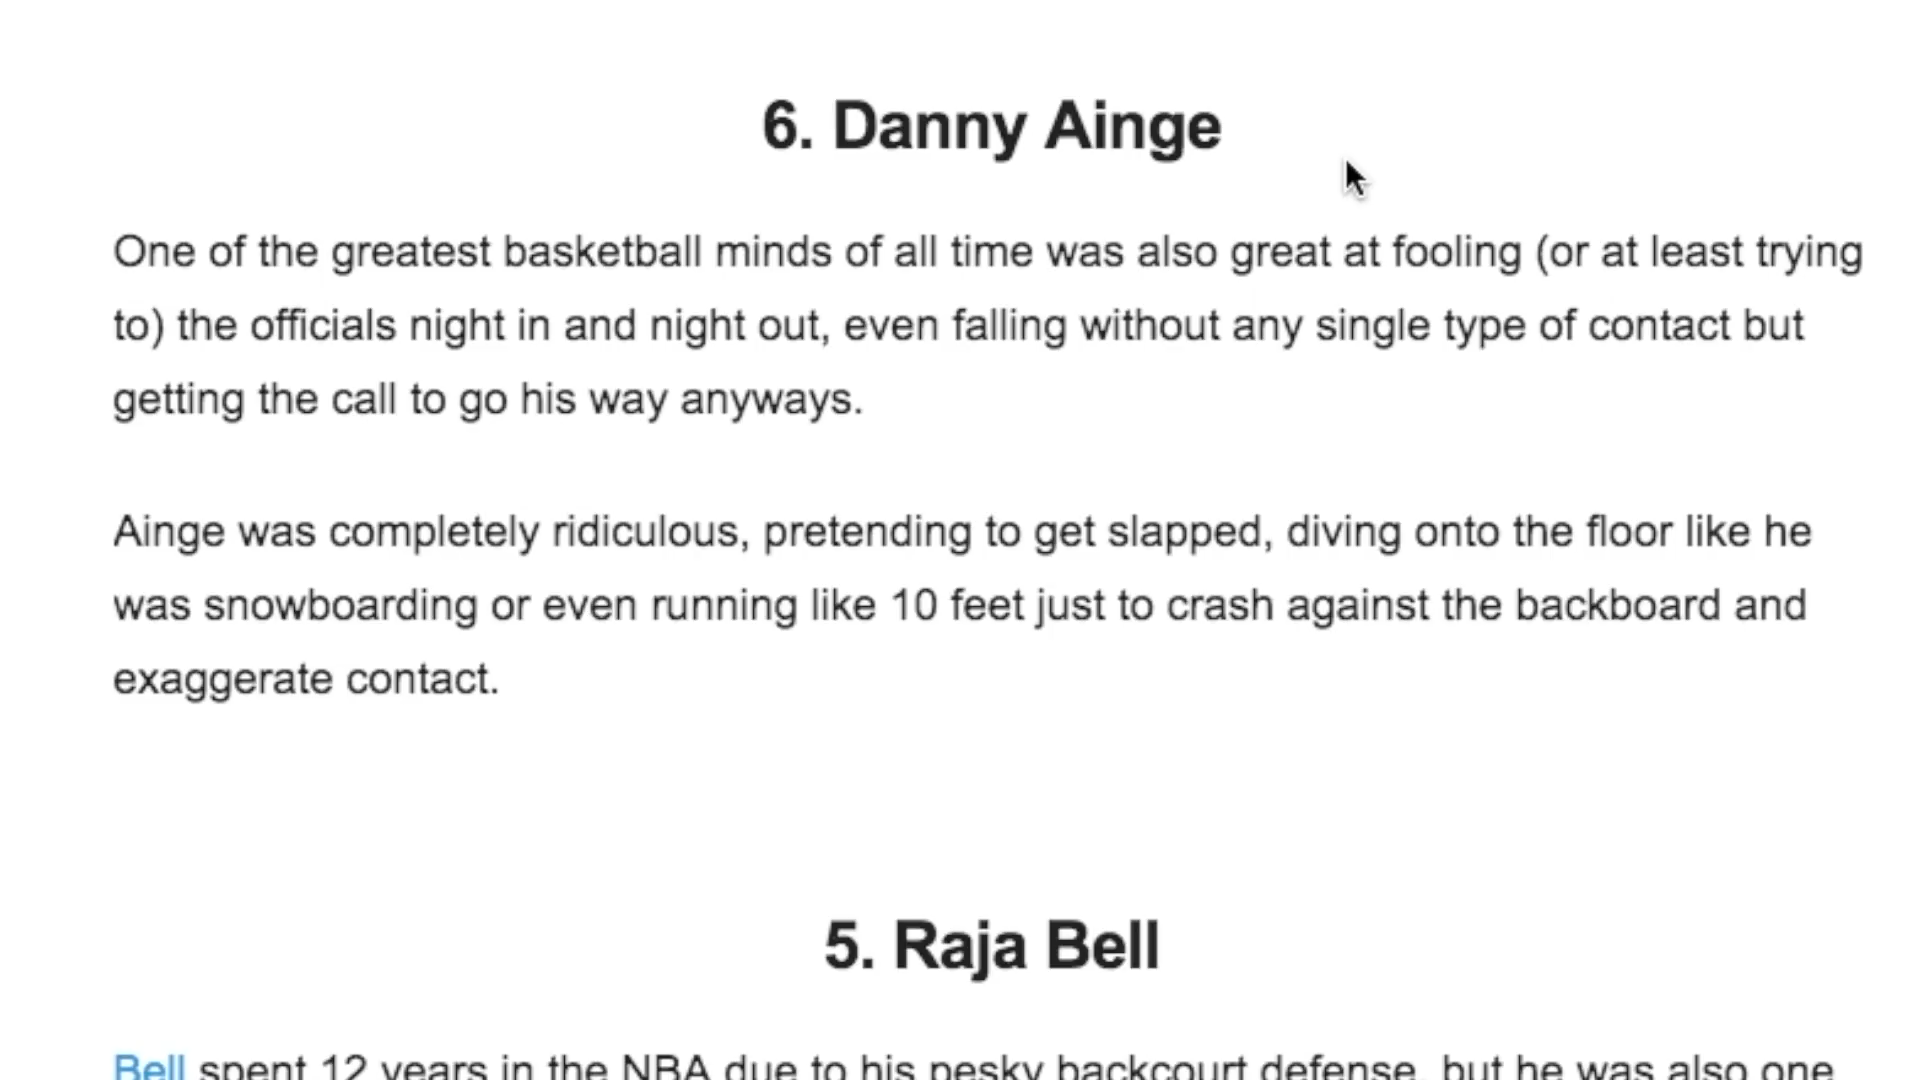 6. Danny Ainge
One of the greatest basketball minds of all time was also great at fooling (or at least trying
to) the officials night in and night out, even falling without any single type of contact but
getting the call to go his way anyways.
Ainge was completely ridiculous, pretending to get slapped, diving onto the floor like he
was snowboarding or even running like 10 feet just to crash against the backboard and
exaggerate contact.
5. Raja Bell
Bell spent 12 years in the NBA due to his pesky backcourt defense, but he was also one